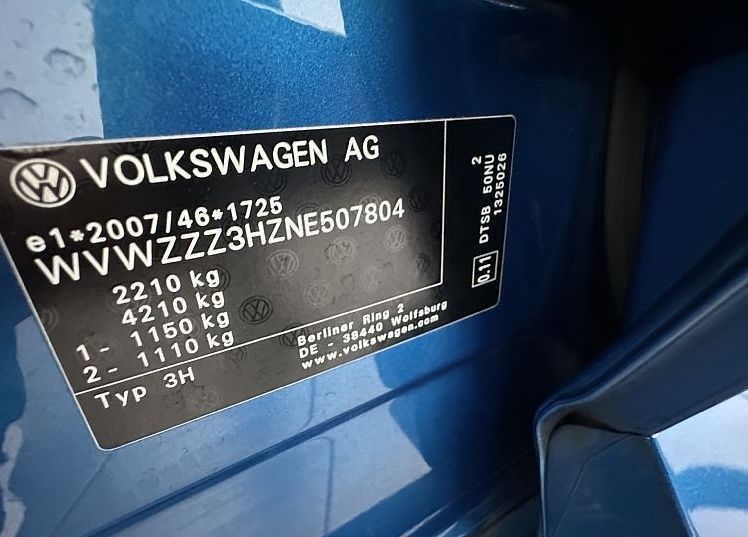 VOLKSWAGEN AG
e1*2007/46*1725
WVWZZZ3HZNE507804
2210 kg
4210 kg
1 - 1150 kg
2 - 1110 kg
Typ 3H
Berliner Ring 2
DE - 38440 Wolfsburg
www.volkswagen.com
0.11 DTSB 50NU 2
1325026